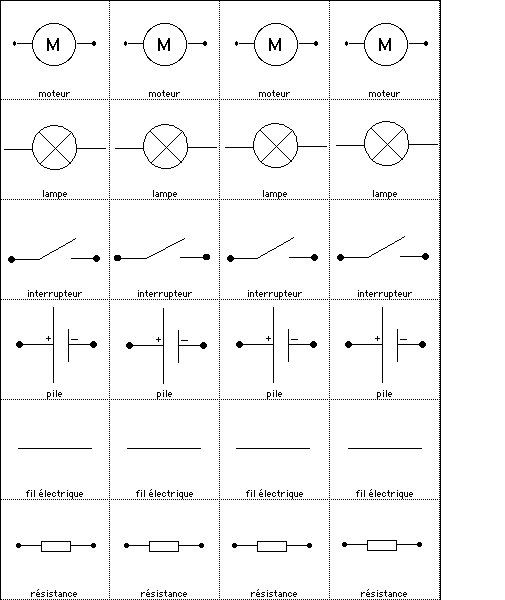 M M M M
moteur moteur moteur moteur
lampe lampe lampe lampe
interrupteur interrupteur interrupteur interrupteur
+ − + − + − + −
pile pile pile pile
fil électrique fil électrique fil électrique fil électrique
résistance résistance résistance résistance